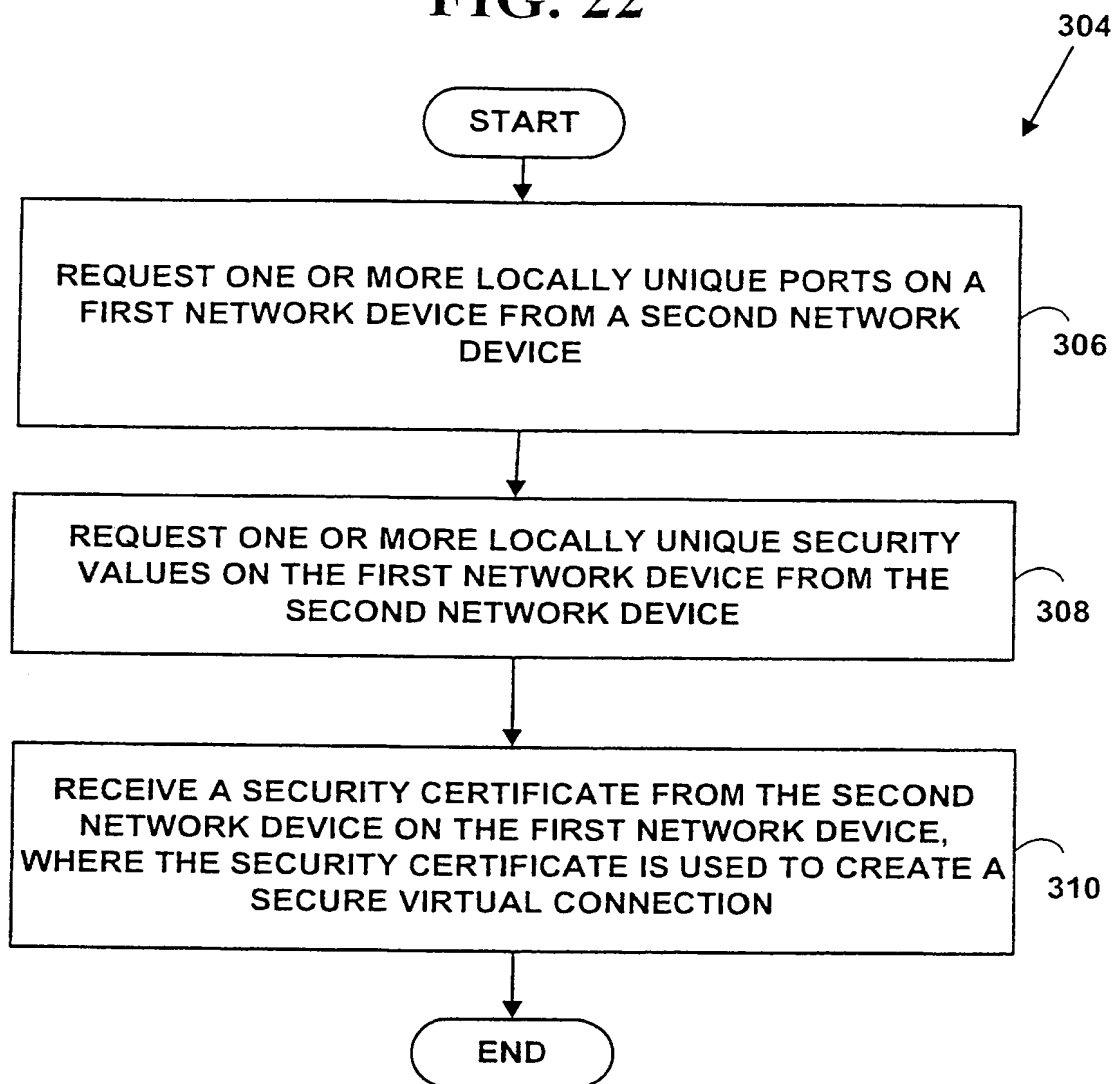 FIG. 22
304
START
REQUEST ONE OR MORE LOCALLY UNIQUE PORTS ON A
FIRST NETWORK DEVICE FROM A SECOND NETWORK
DEVICE
306
REQUEST ONE OR MORE LOCALLY UNIQUE SECURITY
VALUES ON THE FIRST NETWORK DEVICE FROM THE
SECOND NETWORK DEVICE
308
RECEIVE A SECURITY CERTIFICATE FROM THE SECOND
NETWORK DEVICE ON THE FIRST NETWORK DEVICE,
WHERE THE SECURITY CERTIFICATE IS USED TO CREATE A
SECURE VIRTUAL CONNECTION
310
END